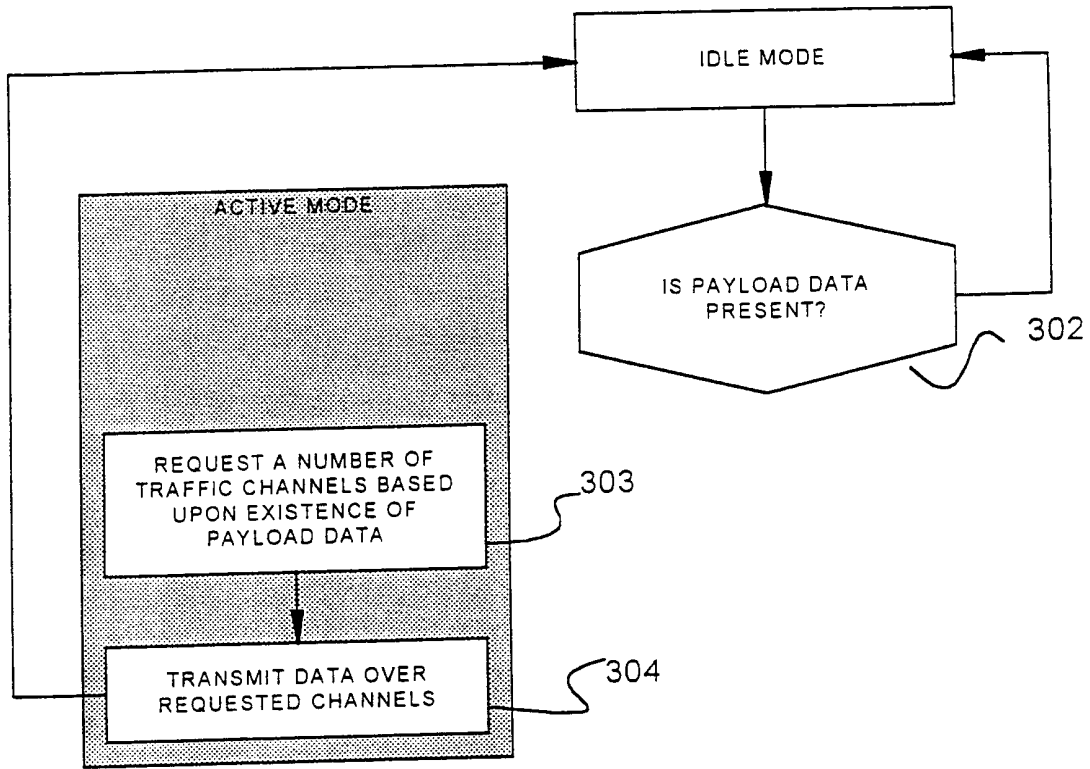 IDLE MODE
ACTIVE MODE
IS PAYLOAD DATA
PRESENT?
302
REQUEST A NUMBER OF
TRAFFIC CHANNELS BASED
UPON EXISTENCE OF
PAYLOAD DATA
303
TRANSMIT DATA OVER
REQUESTED CHANNELS
304